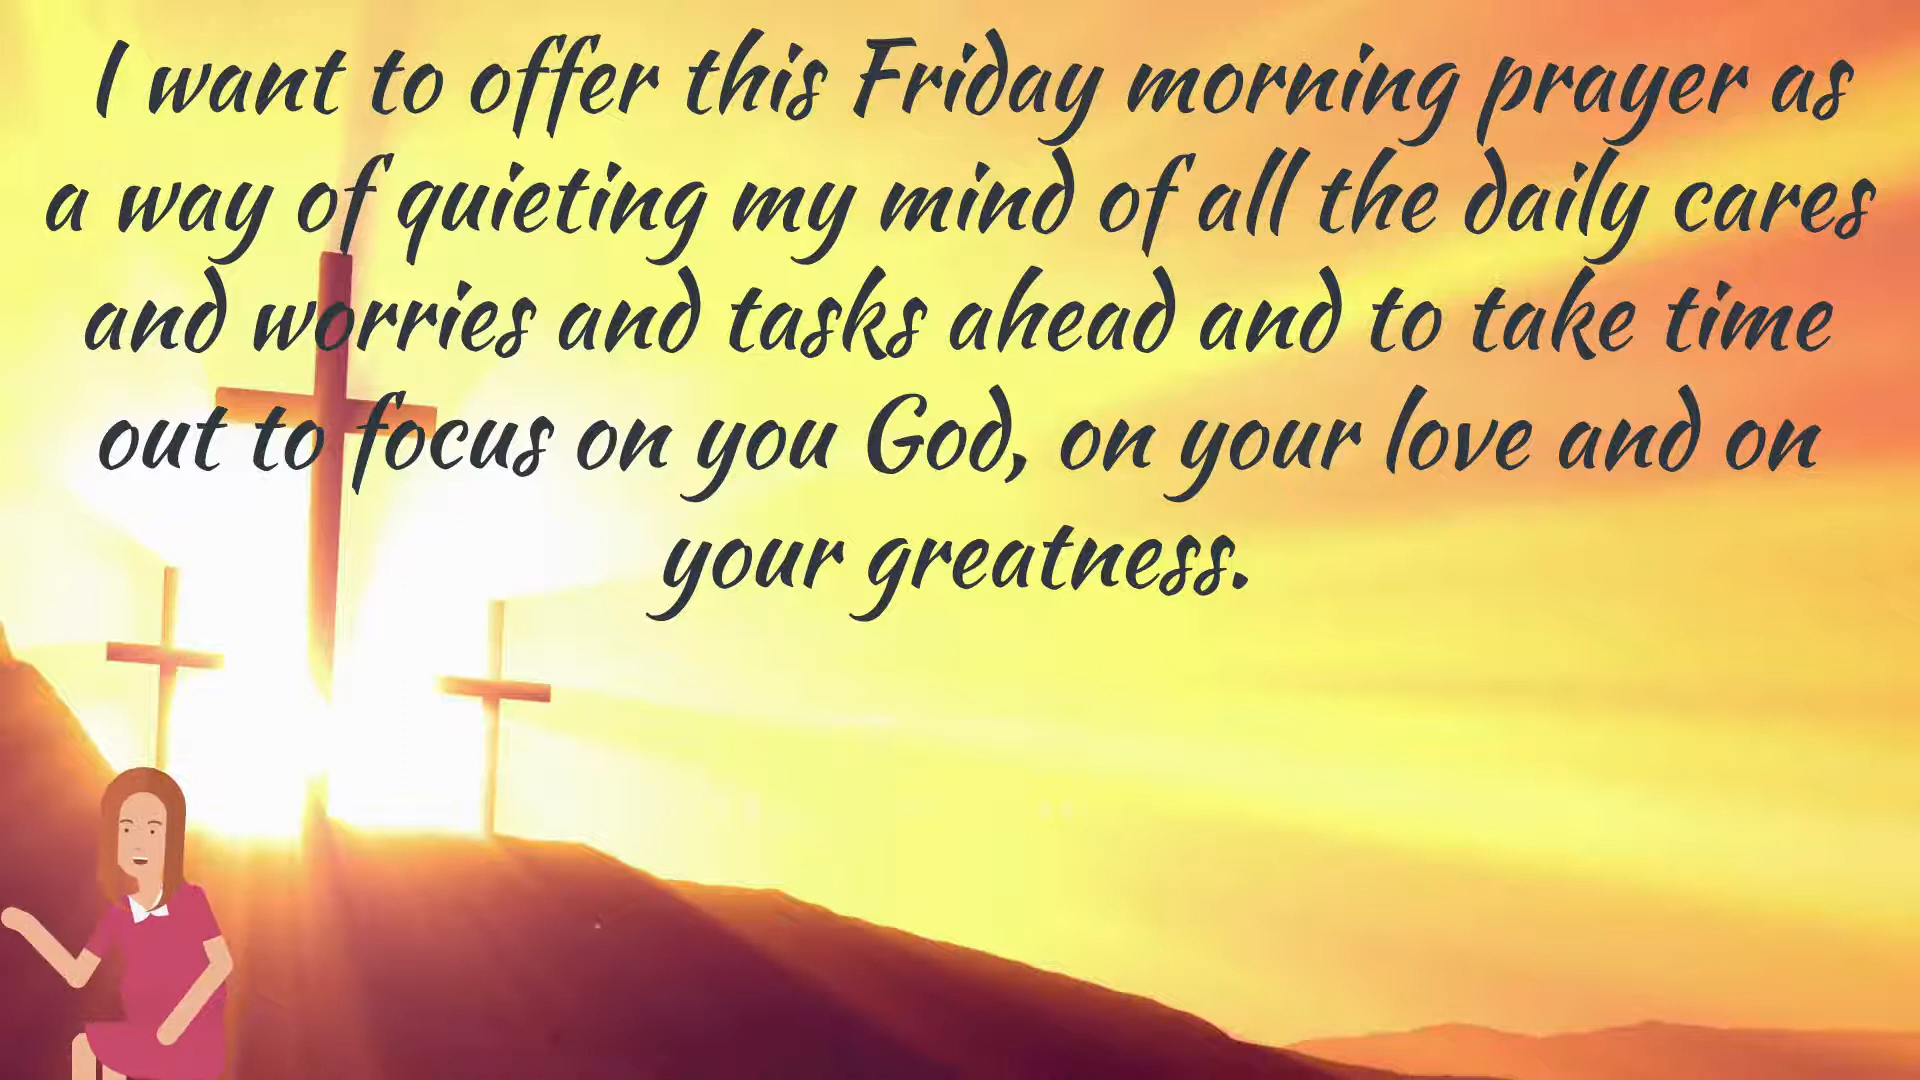 I want to offer this Friday morning prayer as
a way of quieting my mind of all the daily cares
and worries and tasks ahead and to take time
out to focus on you God, on your love and on
your greatness.